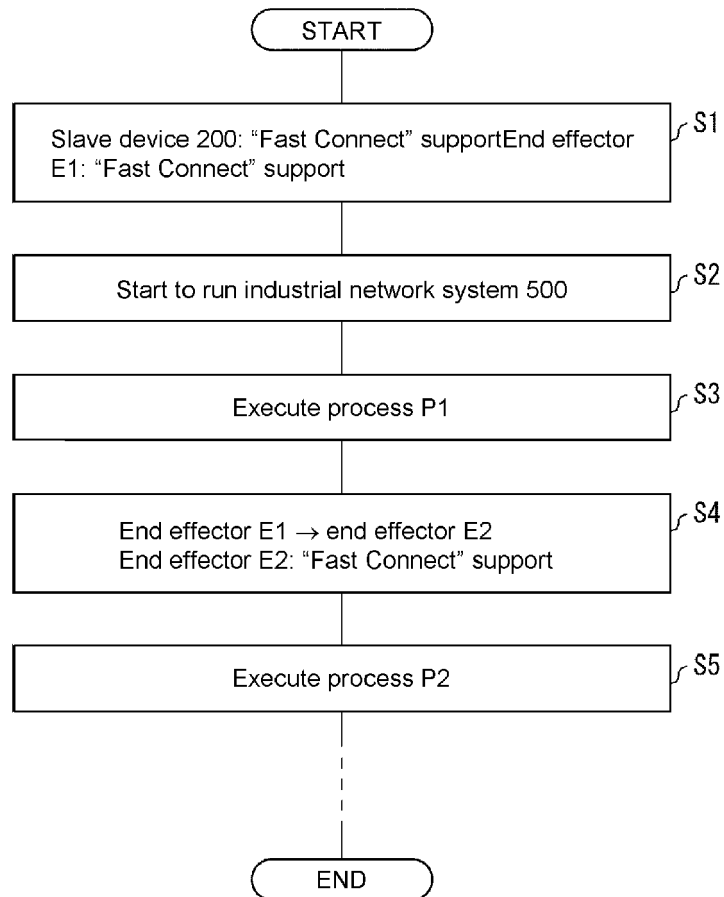 START
S1
Slave device 200: “Fast Connect” supportEnd effector
E1: “Fast Connect” support
S2
Start to run industrial network system 500
S3
Execute process P1
S4
End effector E1 → end effector E2
End effector E2: “Fast Connect” support
S5
Execute process P2
END